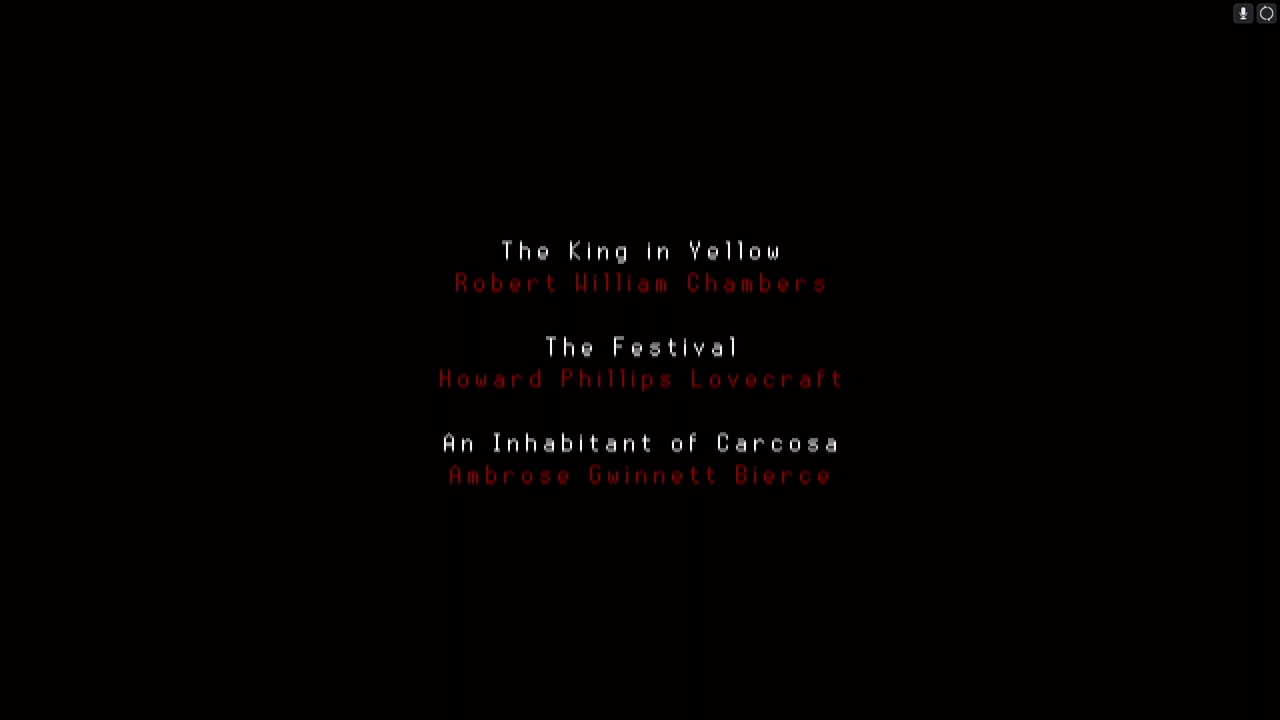 The King in Yellow
Robert William Chambers
The Festival
Howard Phillips Lovecraft
An Inhabitant of Carcosa
Ambrose Gwinnett Bierce